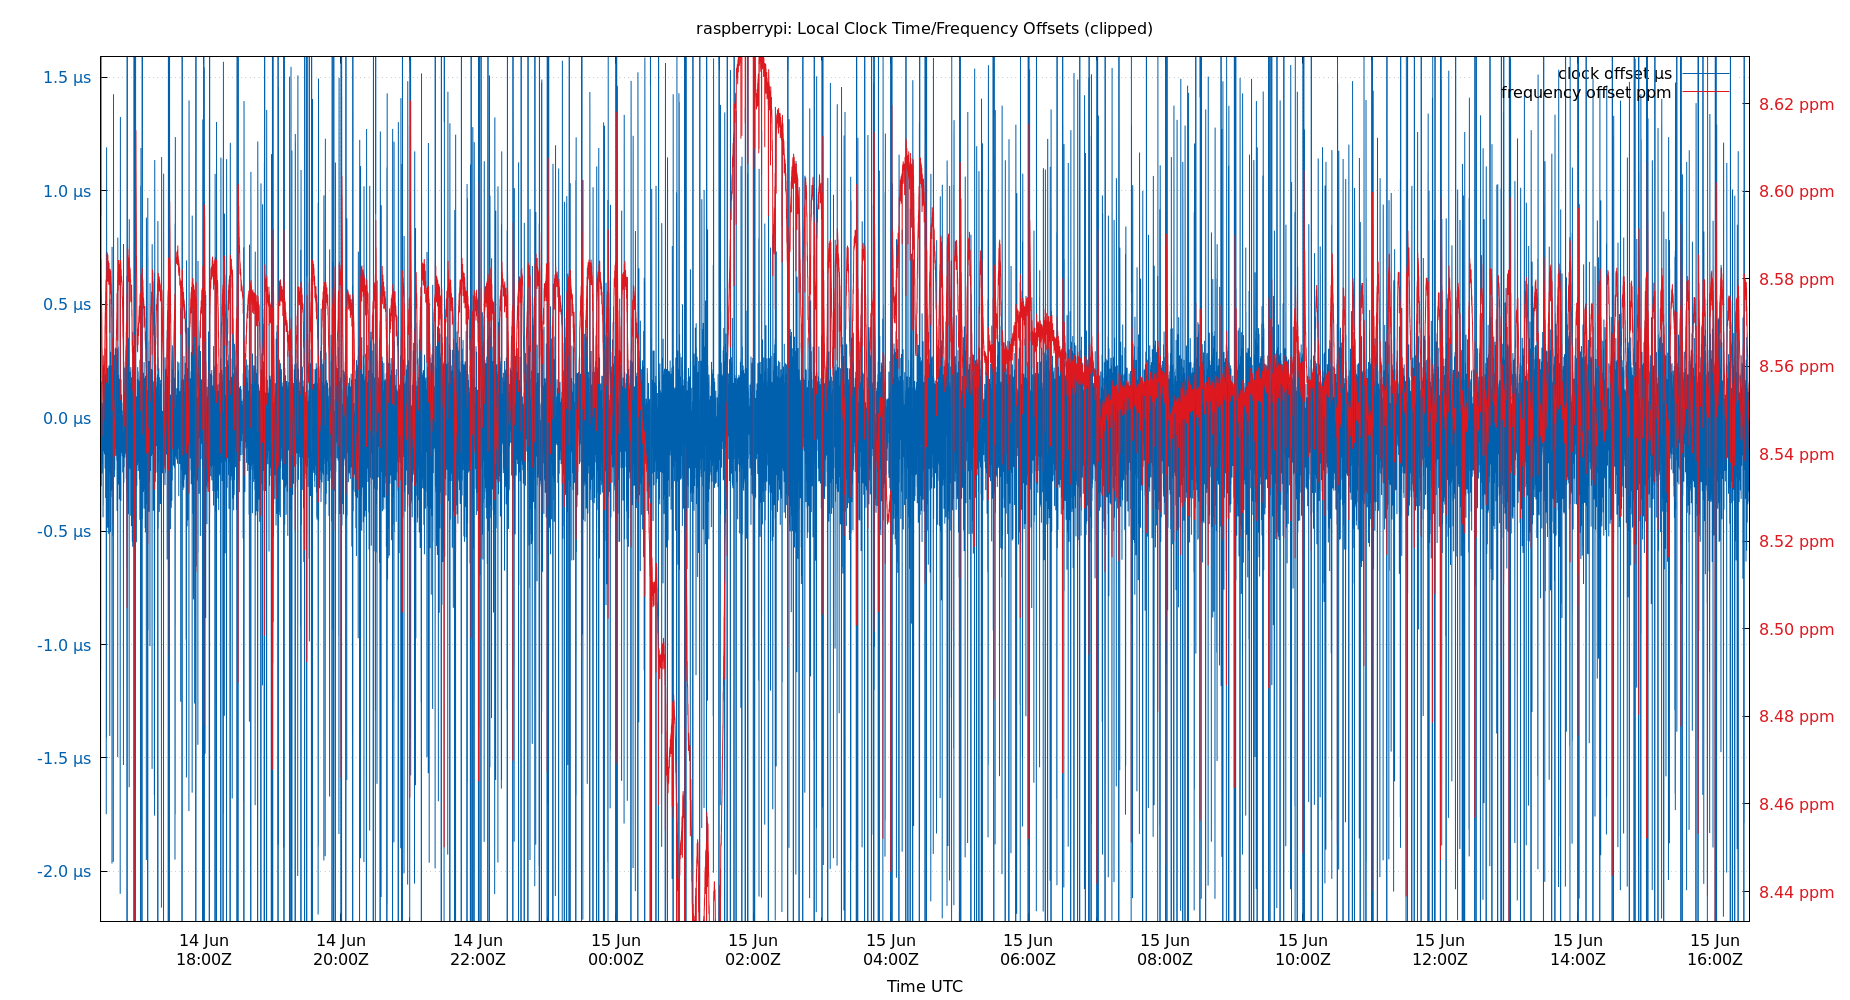 raspberrypi: Local Clock Time/Frequency Offsets (clipped)
clock offset µs
frequency offset ppm
1.5 µs
1.0 µs
0.5 µs
0.0 µs
-0.5 µs
-1.0 µs
-1.5 µs
-2.0 µs
8.62 ppm
8.60 ppm
8.58 ppm
8.56 ppm
8.54 ppm
8.52 ppm
8.50 ppm
8.48 ppm
8.46 ppm
8.44 ppm
14 Jun 14 Jun 14 Jun 15 Jun 15 Jun 15 Jun 15 Jun 15 Jun 15 Jun 15 Jun 15 Jun 15 Jun
18:00Z 20:00Z 22:00Z 00:00Z 02:00Z 04:00Z 06:00Z 08:00Z 10:00Z 12:00Z 14:00Z 16:00Z
Time UTC